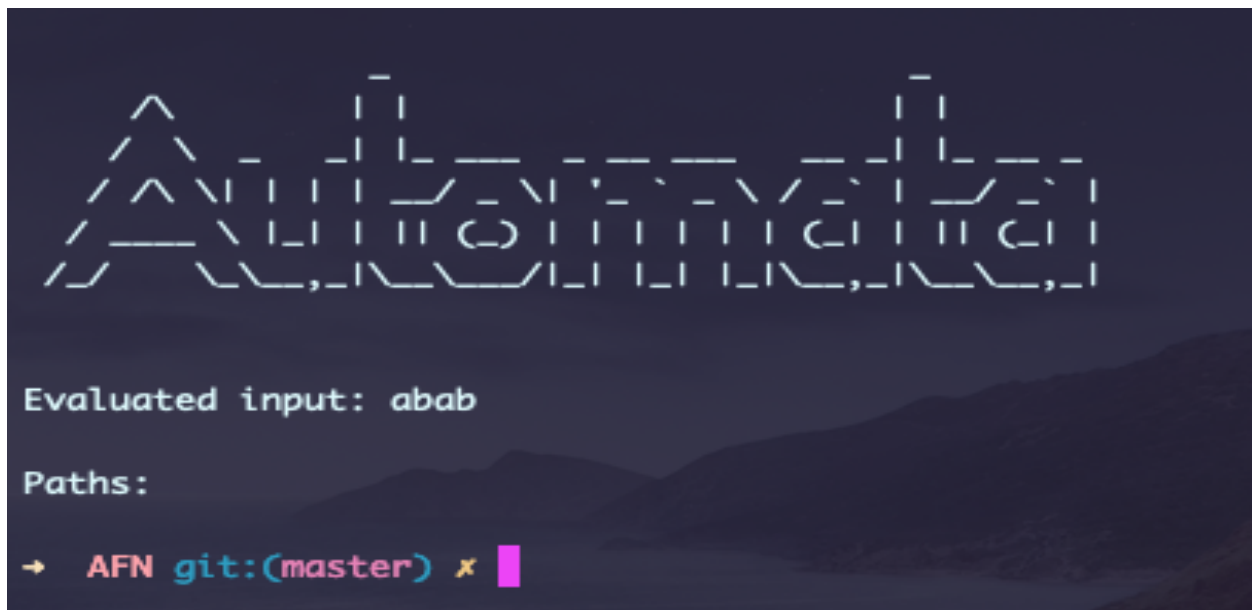 Automata
Evaluated input: abab
Paths:
➜ AFN git:(master) ✗